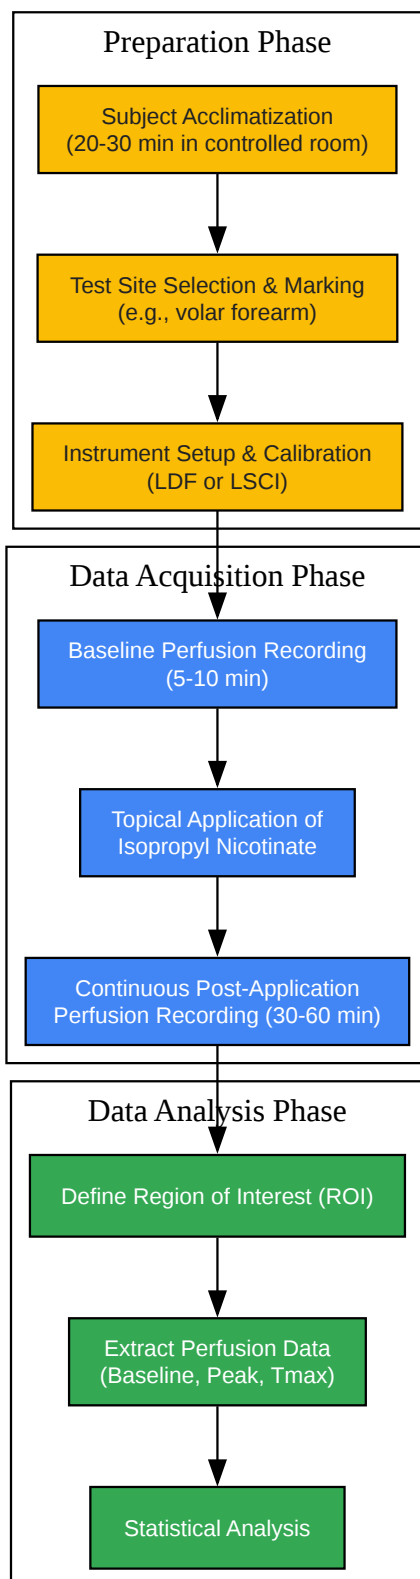 Preparation Phase
Subject Acclimatization
(20-30 min in controlled room)
Test Site Selection & Marking
(e.g., volar forearm)
Instrument Setup & Calibration
(LDF or LSCI)
Data Acquisition Phase
Baseline Perfusion Recording
(5-10 min)
Topical Application of
Isopropyl Nicotinate
Continuous Post-Application
Perfusion Recording (30-60 min)
Data Analysis Phase
Define Region of Interest (ROI)
Extract Perfusion Data
(Baseline, Peak, Tmax)
Statistical Analysis